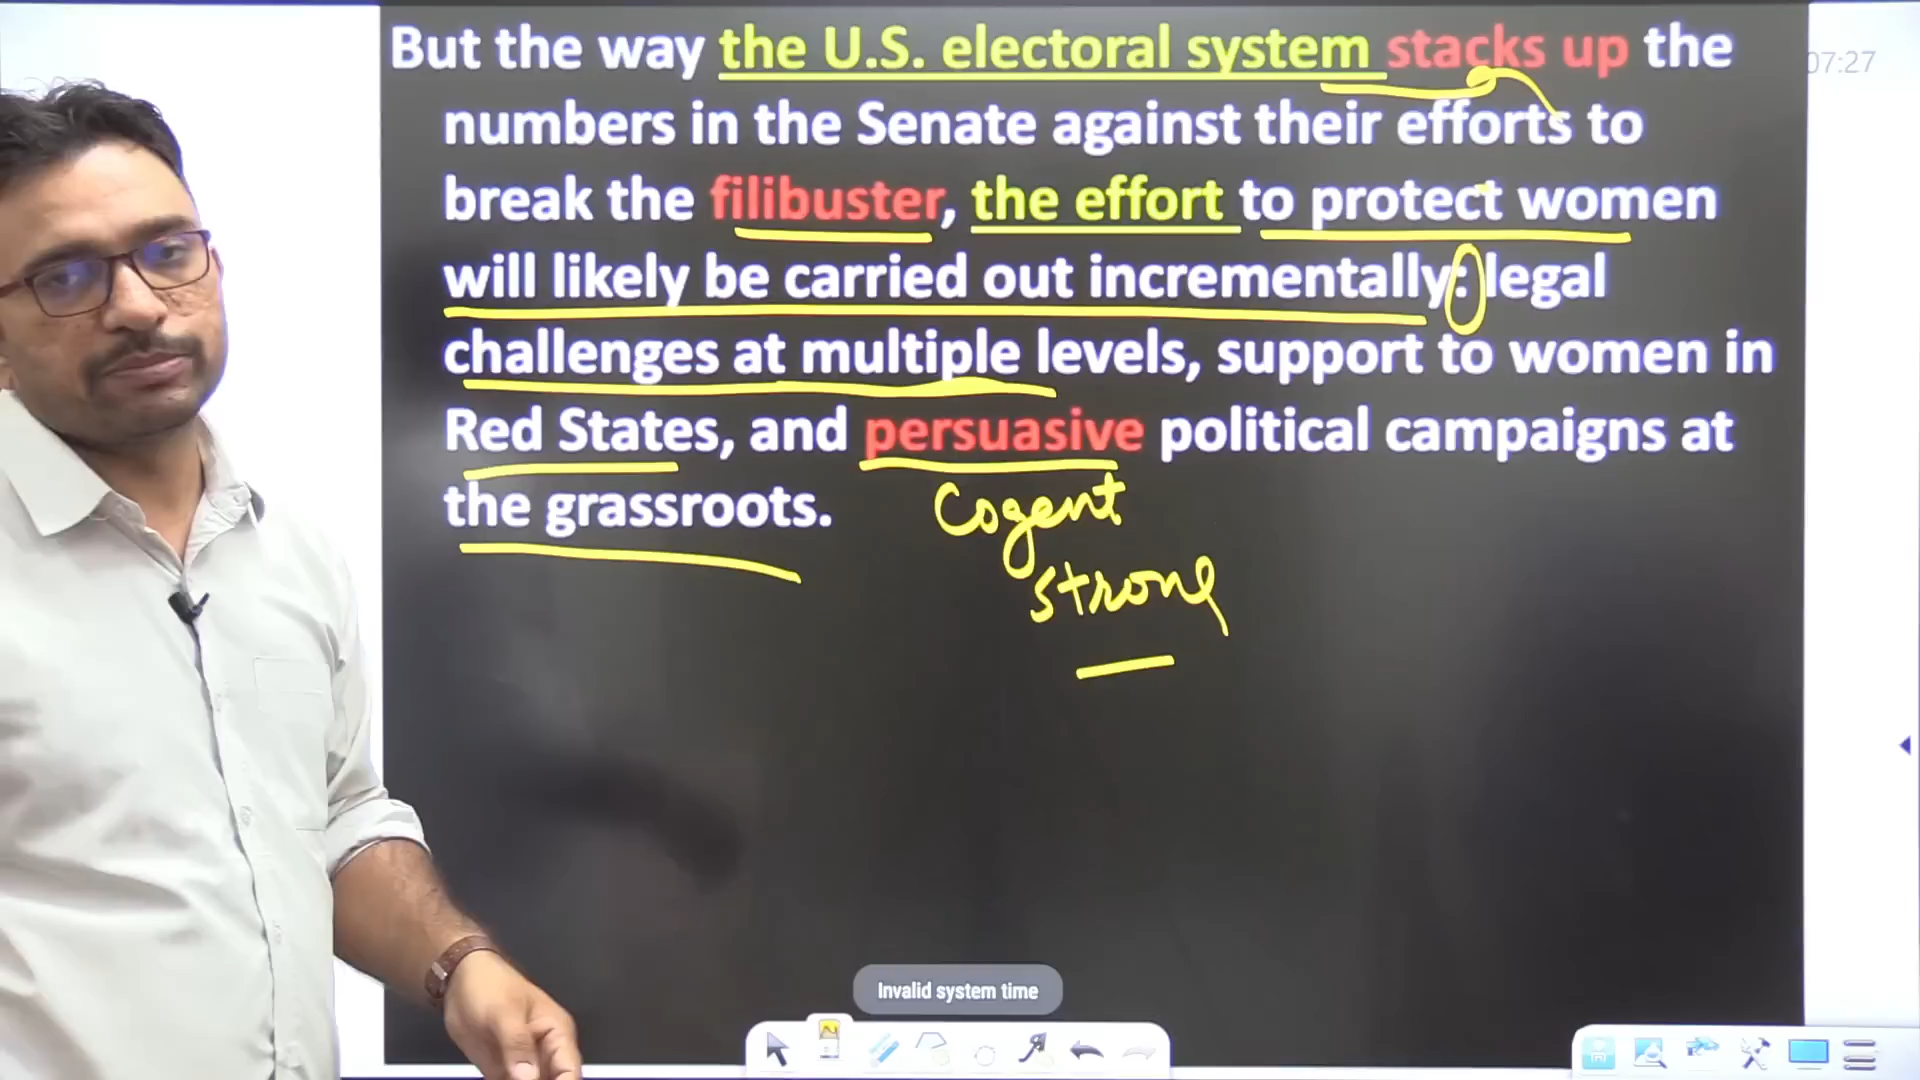 But the way the U.S. electoral system stacks up the
07:27
numbers in the Senate against their efforts to
break the filibuster, the effort to protect women
will likely be carried out incrementally: legal
challenges at multiple levels, support to women in
Red States, and persuasive political campaigns at
the grassroots.
Cogent
strong
Invalid system time